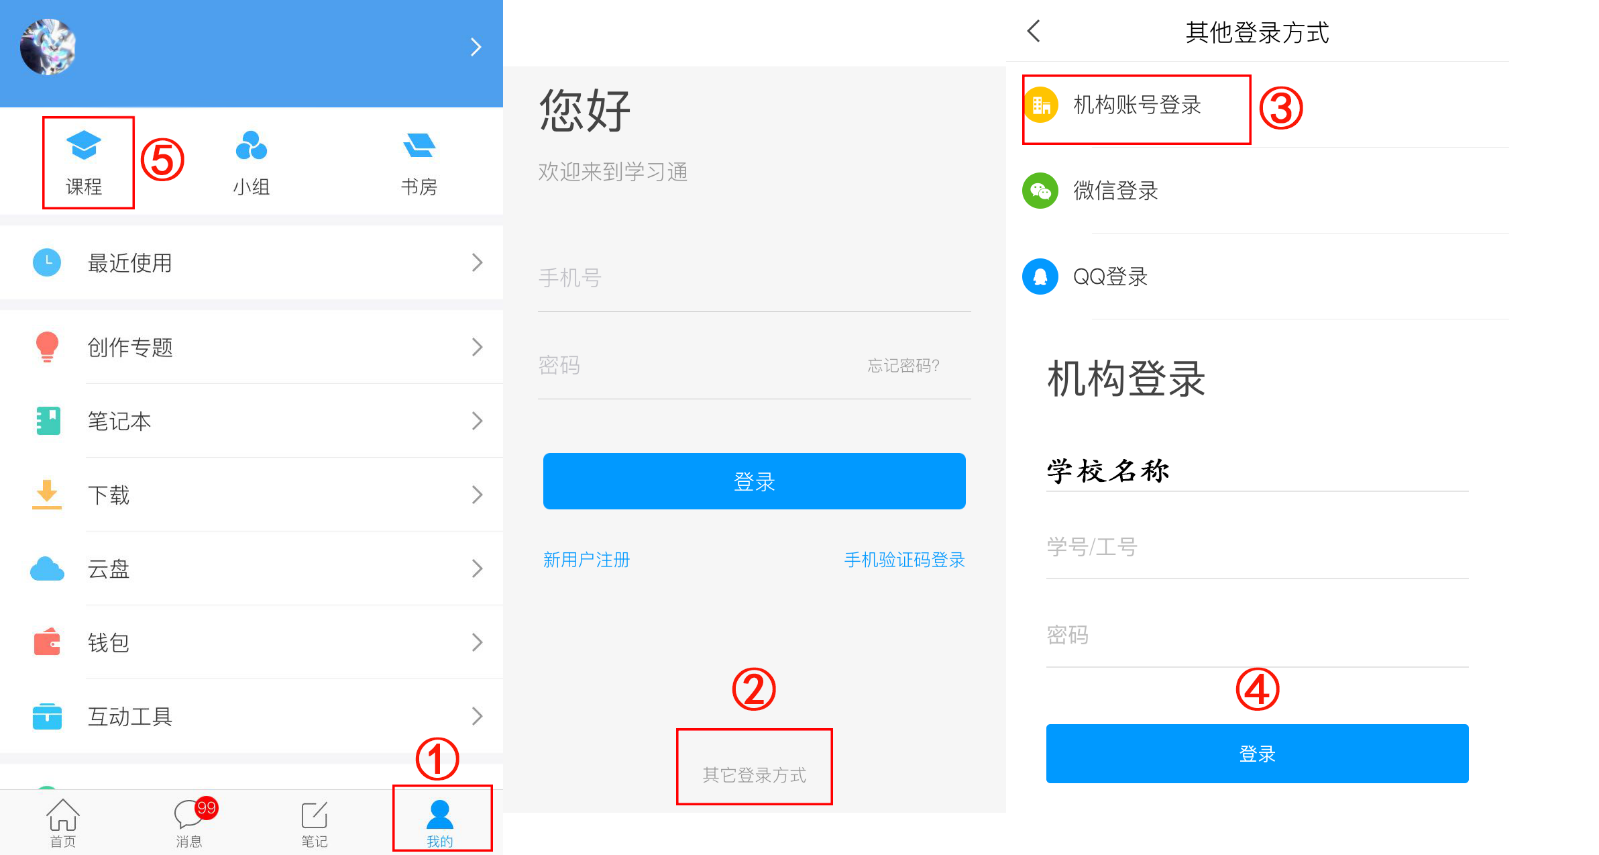 课程
⑤
小组
书房
最近使用
创作专题
笔记本
下载
云盘
钱包
互动工具
①
首页
99
消息
笔记
我的
您好
欢迎来到学习通
手机号
密码
忘记密码?
登录
新用户注册
手机验证码登录
②
其它登录方式
其他登录方式
机构账号登录
③
微信登录
QQ登录
机构登录
学校名称
学号/工号
密码
④
登录